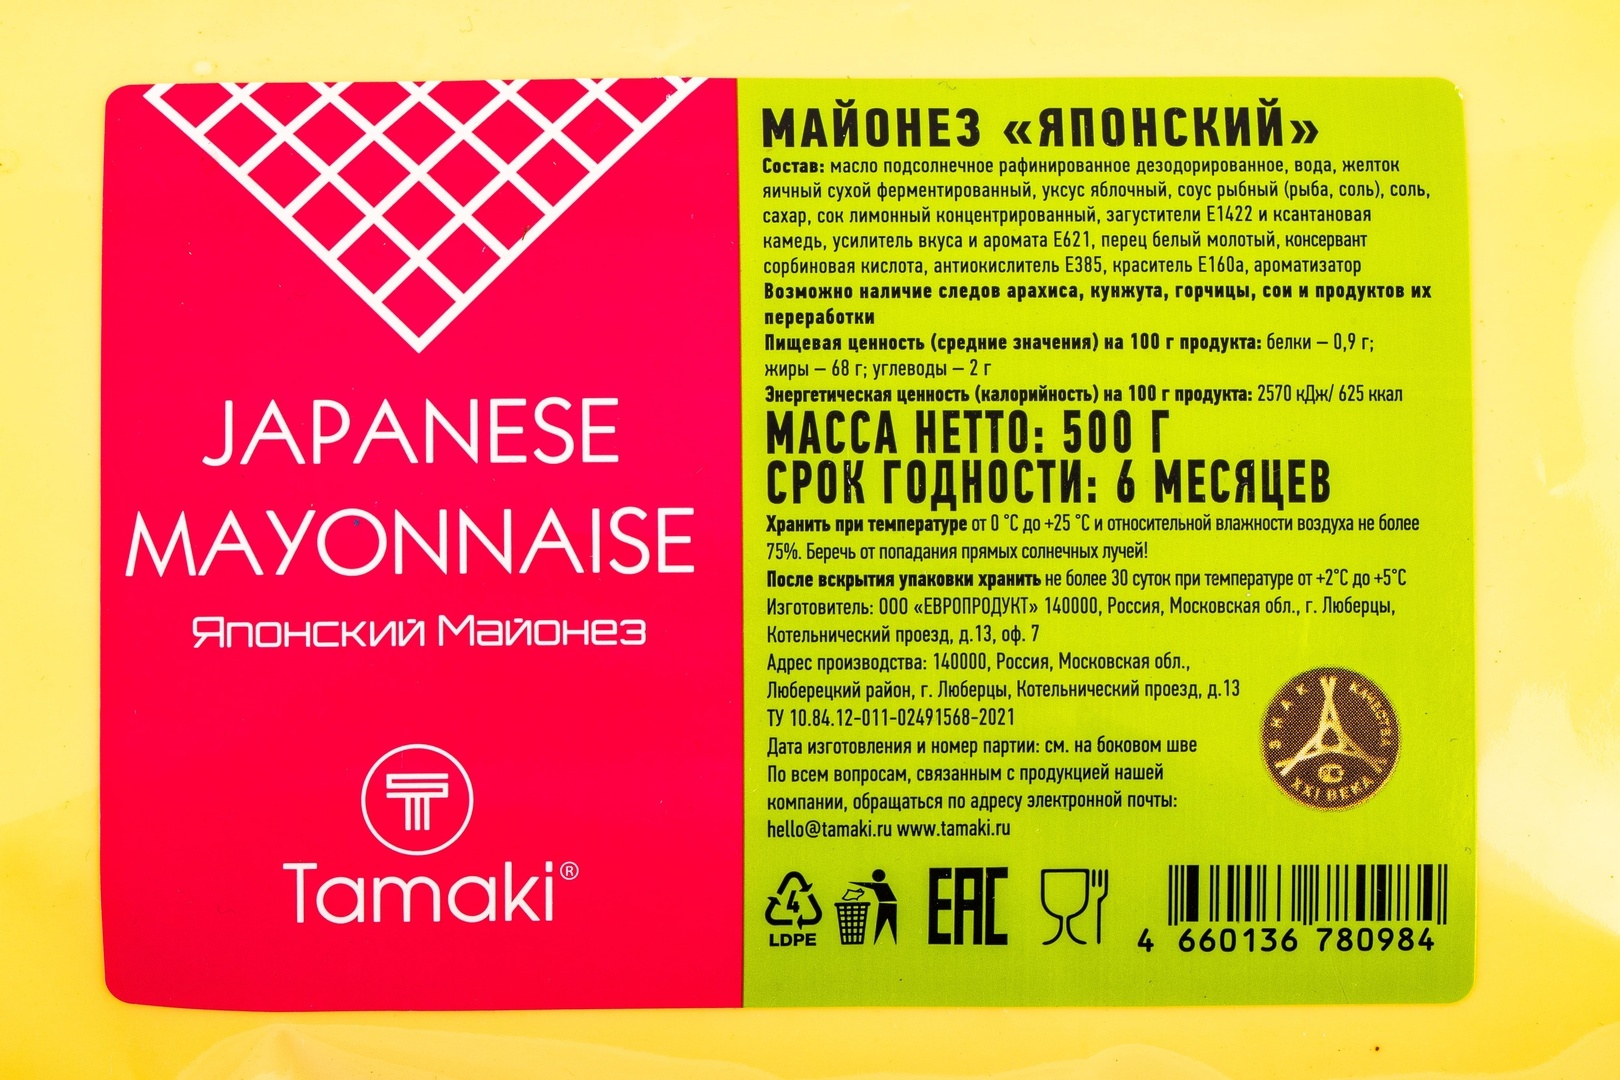 JAPANESE
MAYONNAISE
Японский Майонез
Tamaki®
МАЙОНЕЗ «ЯПОНСКИЙ»
Состав: масло подсолнечное рафинированное дезодорированное, вода, желток
яичный сухой ферментированный, уксус яблочный, соус рыбный (рыба, соль), соль,
сахар, сок лимонный концентрированный, загустители Е1422 и ксантановая
камедь, усилитель вкуса и аромата Е621, перец белый молотый, консервант
сорбиновая кислота, антиокислитель Е385, краситель Е160а, ароматизатор
Возможно наличие следов арахиса, кунжута, горчицы, сои и продуктов их
переработки
Пищевая ценность (средние значения) на 100 г продукта: белки – 0,9 г;
жиры – 68 г; углеводы – 2 г
Энергетическая ценность (калорийность) на 100 г продукта: 2570 кДж/ 625 ккал
МАССА НЕТТО: 500 Г
СРОК ГОДНОСТИ: 6 МЕСЯЦЕВ
Хранить при температуре от 0 °С до +25 °С и относительной влажности воздуха не более
75%. Беречь от попадания прямых солнечных лучей!
После вскрытия упаковки хранить не более 30 суток при температуре от +2°С до +5°С
Изготовитель: ООО «ЕВРОПРОДУКТ» 140000, Россия, Московская обл., г. Люберцы,
Котельнический проезд, д.13, оф. 7
Адрес производства: 140000, Россия, Московская обл.,
Люберецкий район, г. Люберцы, Котельнический проезд, д.13
ТУ 10.84.12-011-02491568-2021
Дата изготовления и номер партии: см. на боковом шве
По всем вопросам, связанным с продукцией нашей
компании, обращаться по адресу электронной почты:
hello@tamaki.ru www.tamaki.ru
ЗНАК КАЧЕСТВА
XXI ВЕКА
4
LDPE
EAC
4 660136 780984